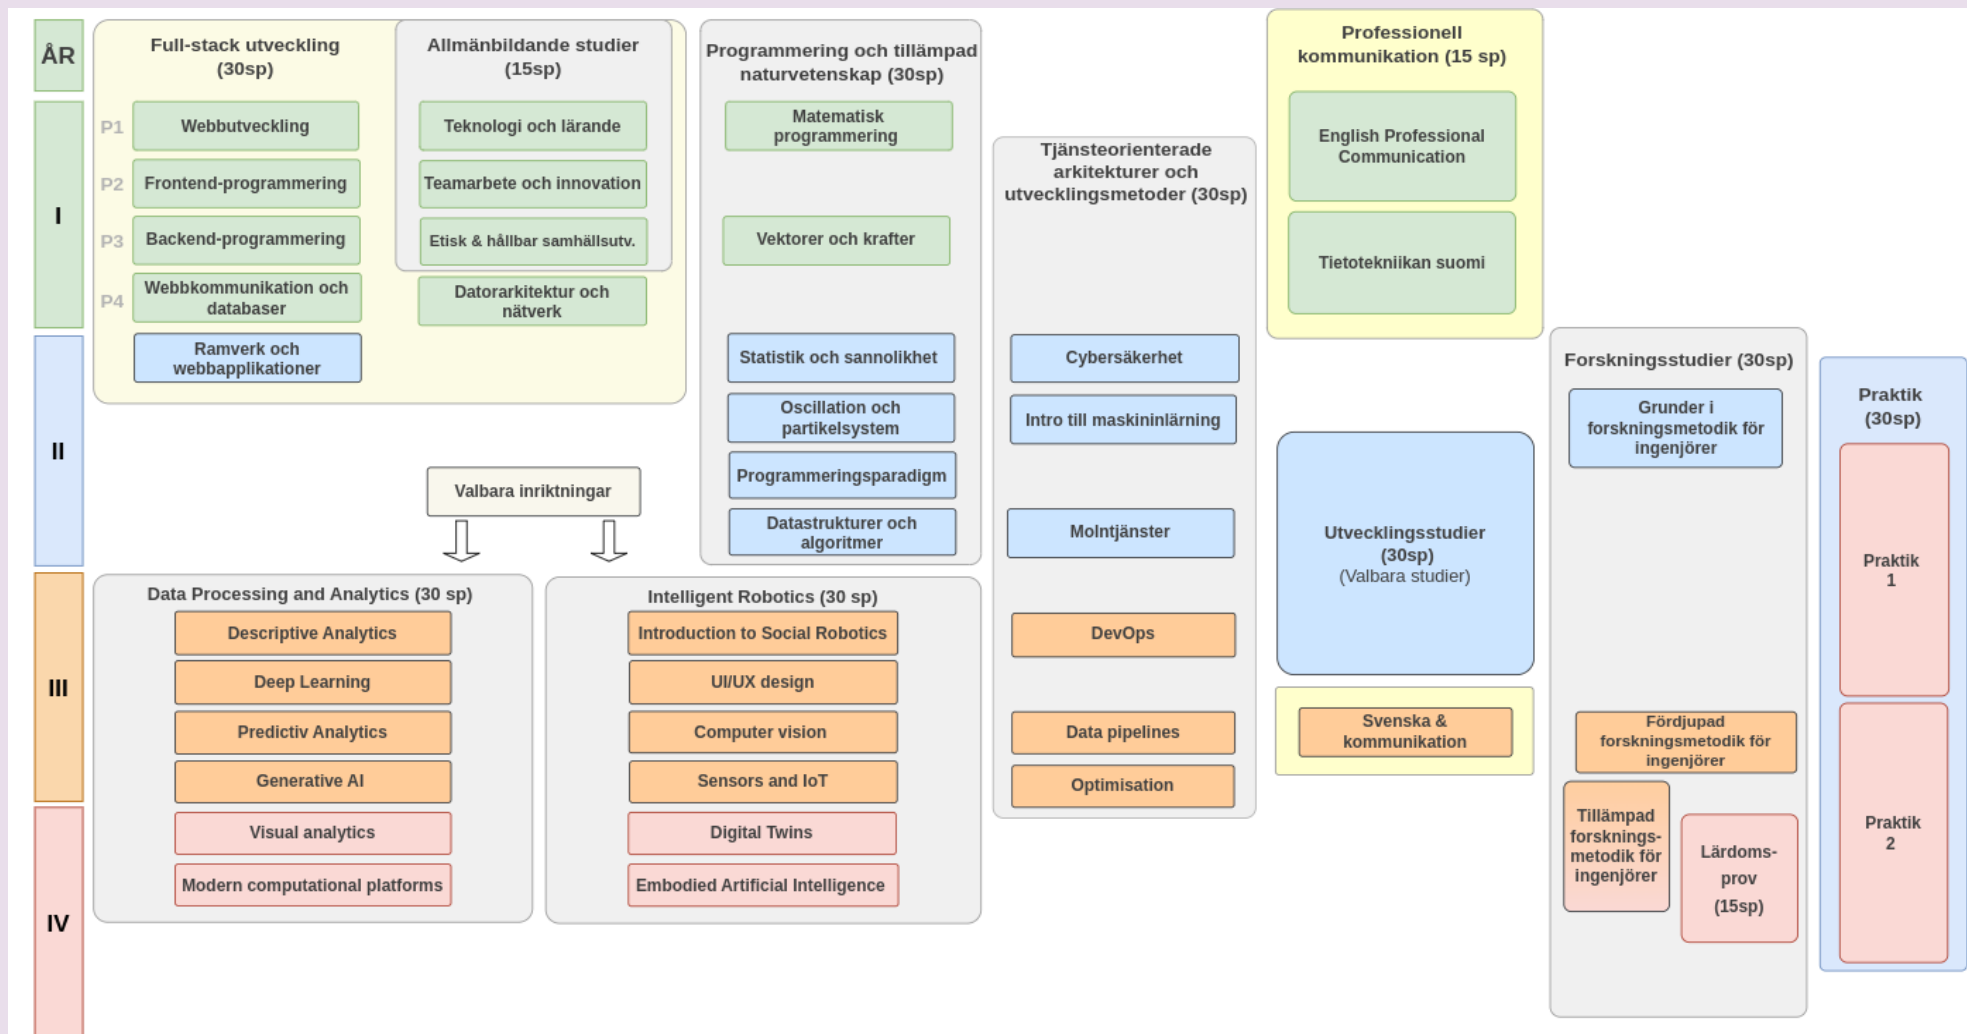 ÅR
I
II
III
IV
P1
P2
P3
P4
Full-stack utveckling
(30sp)
Webbutveckling
Frontend-programmering
Backend-programmering
Webbkommunikation och
databaser
Ramverk och
webbapplikationer
Allmänbildande studier
(15sp)
Teknologi och lärande
Teamarbete och innovation
Etisk & hållbar samhällsutv.
Datorarkitektur och
nätverk
Programmering och tillämpad
naturvetenskap (30sp)
Matematisk
programmering
Vektorer och krafter
Statistik och sannolikhet
Oscillation och
partikelsystem
Programmeringsparadigm
Datastrukturer och
algoritmer
Tjänsteorienterade
arkitekturer och
utvecklingsmetoder (30sp)
Cybersäkerhet
Intro till maskininlärning
Molntjänster
DevOps
Data pipelines
Optimisation
Professionell
kommunikation (15 sp)
English Professional
Communication
Tietotekniikan suomi
Utvecklingsstudier
(30sp)
(Valbara studier)
Svenska &
kommunikation
Forskningsstudier (30sp)
Grunder i
forskningsmetodik för
ingenjörer
Fördjupad
forskningsmetodik för
ingenjörer
Tillämpad
forsknings-
metodik för
ingenjörer
Lärdoms-
prov
(15sp)
Praktik
(30sp)
Praktik
1
Praktik
2
Valbara inriktningar
Data Processing and Analytics (30 sp)
Descriptive Analytics
Deep Learning
Predictiv Analytics
Generative AI
Visual analytics
Modern computational platforms
Intelligent Robotics (30 sp)
Introduction to Social Robotics
UI/UX design
Computer vision
Sensors and IoT
Digital Twins
Embodied Artificial Intelligence